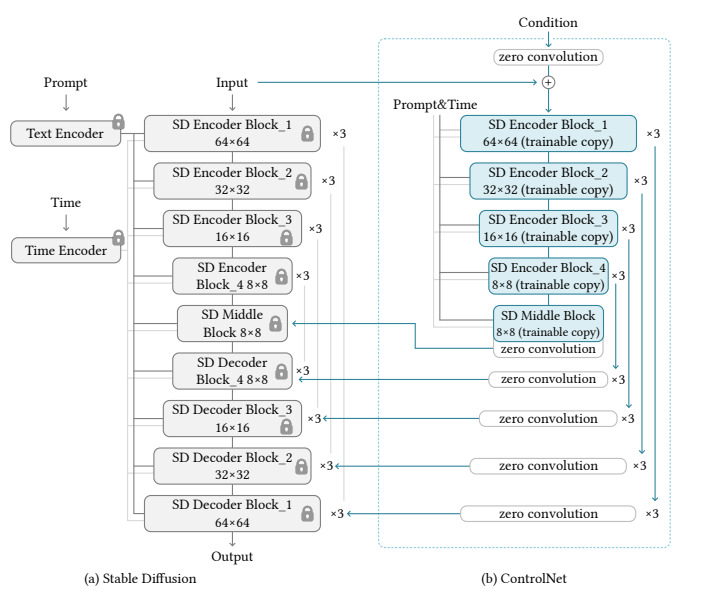 Condition
zero convolution
+
Prompt
Input
Prompt&Time
Text Encoder
SD Encoder Block_1
64×64
×3
SD Encoder Block_1
64×64 (trainable copy)
×3
SD Encoder Block_2
32×32
×3
SD Encoder Block_2
32×32 (trainable copy)
×3
Time
SD Encoder Block_3
16×16
×3
SD Encoder Block_3
16×16 (trainable copy)
×3
Time Encoder
SD Encoder
Block_4 8×8
×3
SD Encoder Block_4
8×8 (trainable copy)
×3
SD Middle
Block 8×8
SD Middle Block
8×8 (trainable copy)
zero convolution
SD Decoder
Block_4 8×8
×3
zero convolution
×3
SD Decoder Block_3
16×16
×3
zero convolution
×3
SD Decoder Block_2
32×32
×3
zero convolution
×3
SD Decoder Block_1
64×64
×3
zero convolution
×3
Output
(a) Stable Diffusion
(b) ControlNet